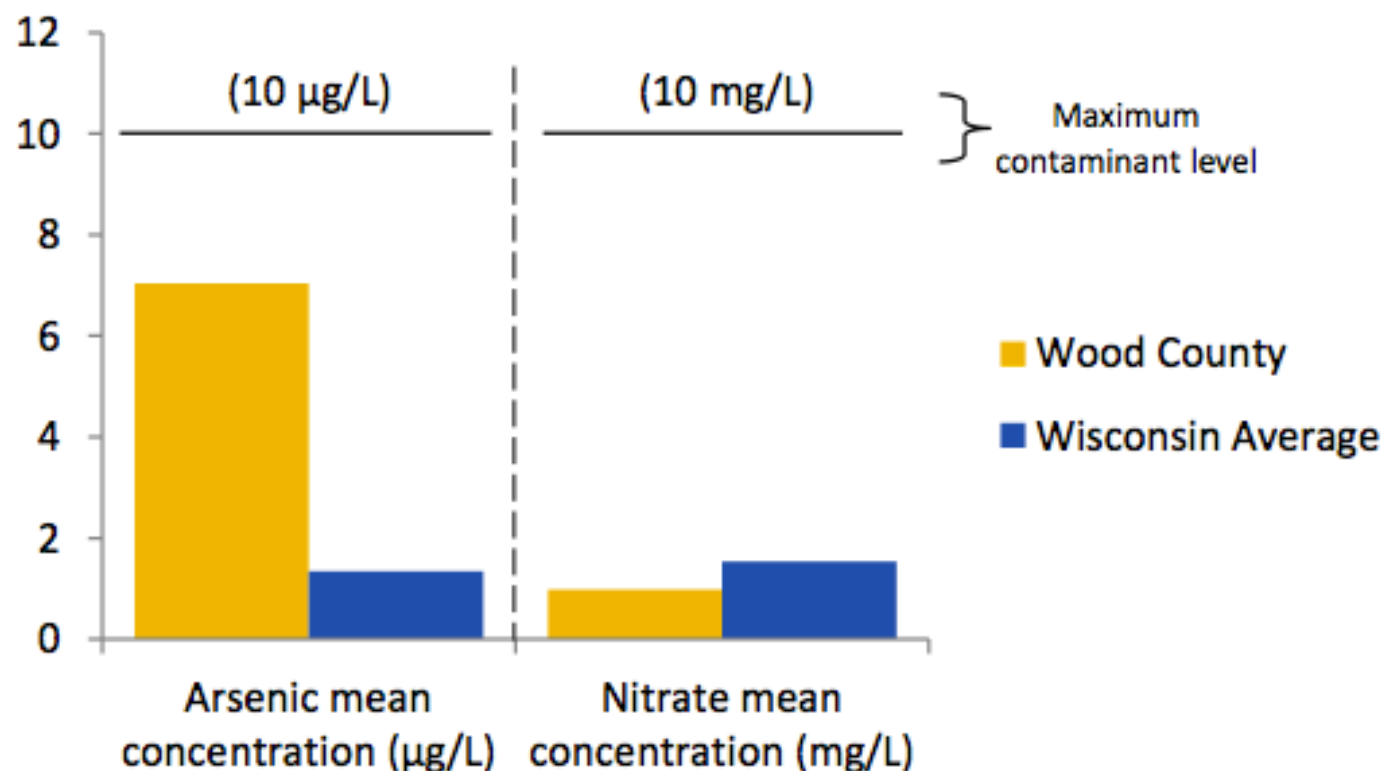 12
10
8
6
4
2
0
(10 µg/L)
(10 mg/L)
Maximum
contaminant level
Wood County
Wisconsin Average
Arsenic mean
concentration (µg/L)
Nitrate mean
concentration (mg/L)